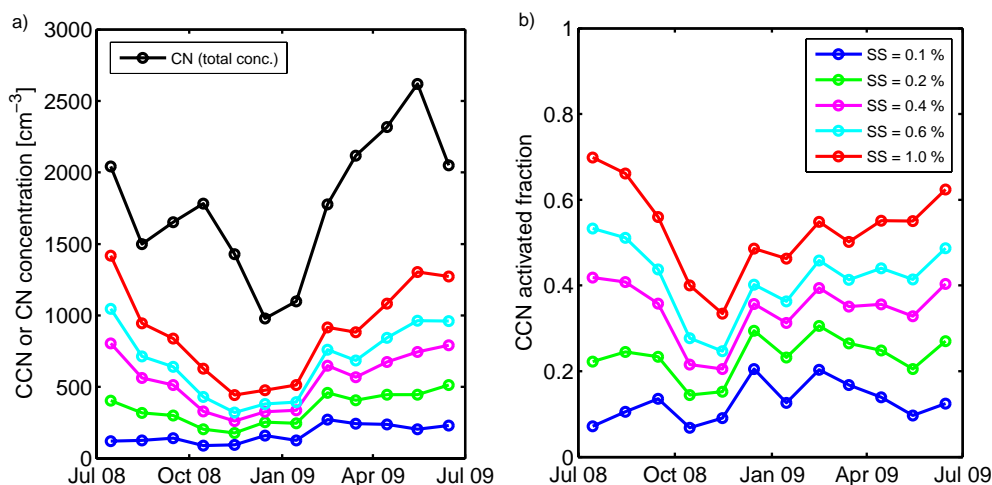 a)
CCN or CN concentration [cm⁻³]
3000
2500
2000
1500
1000
500
0
CN (total conc.)
Jul 08 Oct 08 Jan 09 Apr 09 Jul 09
b)
CCN activated fraction
1
0.8
0.6
0.4
0.2
0
SS = 0.1 %
SS = 0.2 %
SS = 0.4 %
SS = 0.6 %
SS = 1.0 %
Jul 08 Oct 08 Jan 09 Apr 09 Jul 09